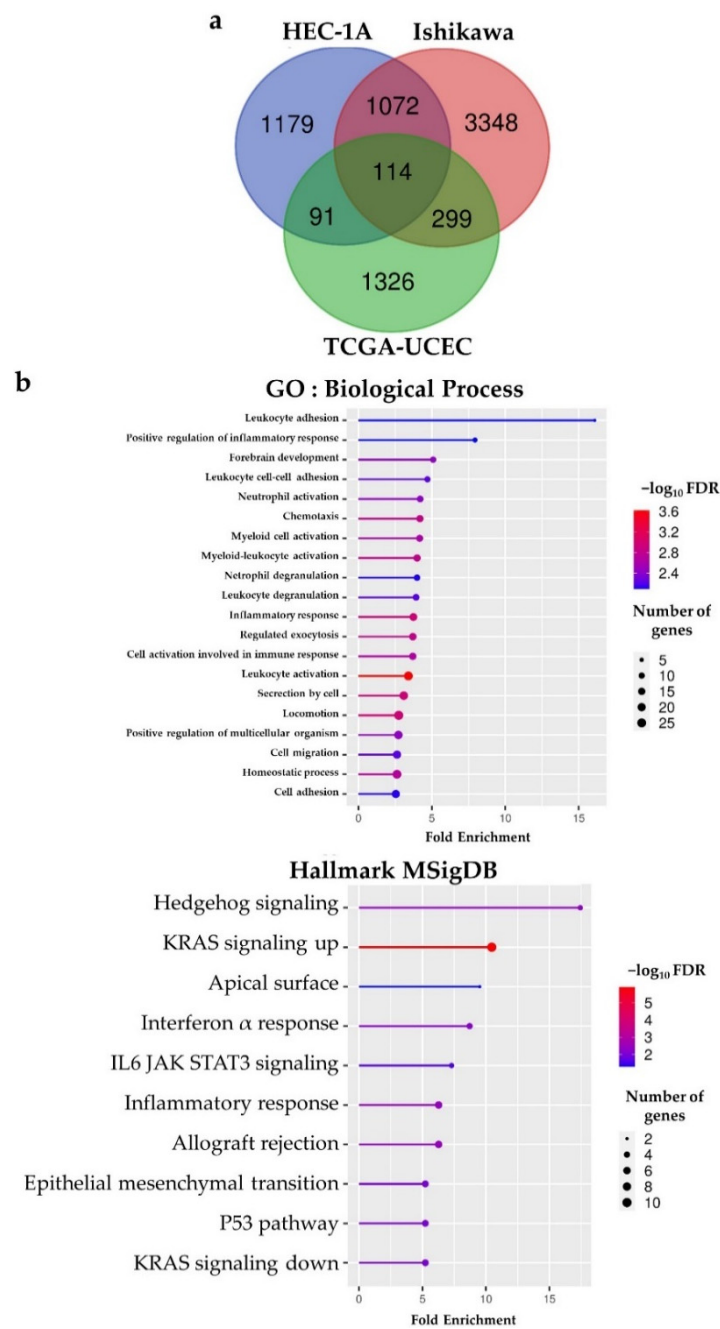 a
HEC-1A Ishikawa
1179 1072 3348
114
91 299
1326
TCGA-UCEC
b
GO : Biological Process
Leukocyte adhesion
Positive regulation of inflammatory response
Forebrain development
Leukocyte cell-cell adhesion
Neutrophil activation
Chemotaxis
Myeloid cell activation
Myeloid-leukocyte activation
Netrophil degranulation
Leukocyte degranulation
Inflammatory response
Regulated exocytosis
Cell activation involved in immune response
Leukocyte activation
Secretion by cell
Locomotion
Positive regulation of multicellular organism
Cell migration
Homeostatic process
Cell adhesion
0 5 10 15
Fold Enrichment
−log10 FDR
3.6
3.2
2.8
2.4
Number of
genes
5
10
15
20
25
Hallmark MSigDB
Hedgehog signaling
KRAS signaling up
Apical surface
Interferon α response
IL6 JAK STAT3 signaling
Inflammatory response
Allograft rejection
Epithelial mesenchymal transition
P53 pathway
KRAS signaling down
0 5 10 15
Fold Enrichment
−log10 FDR
5
4
3
2
Number of
genes
2
4
6
8
10